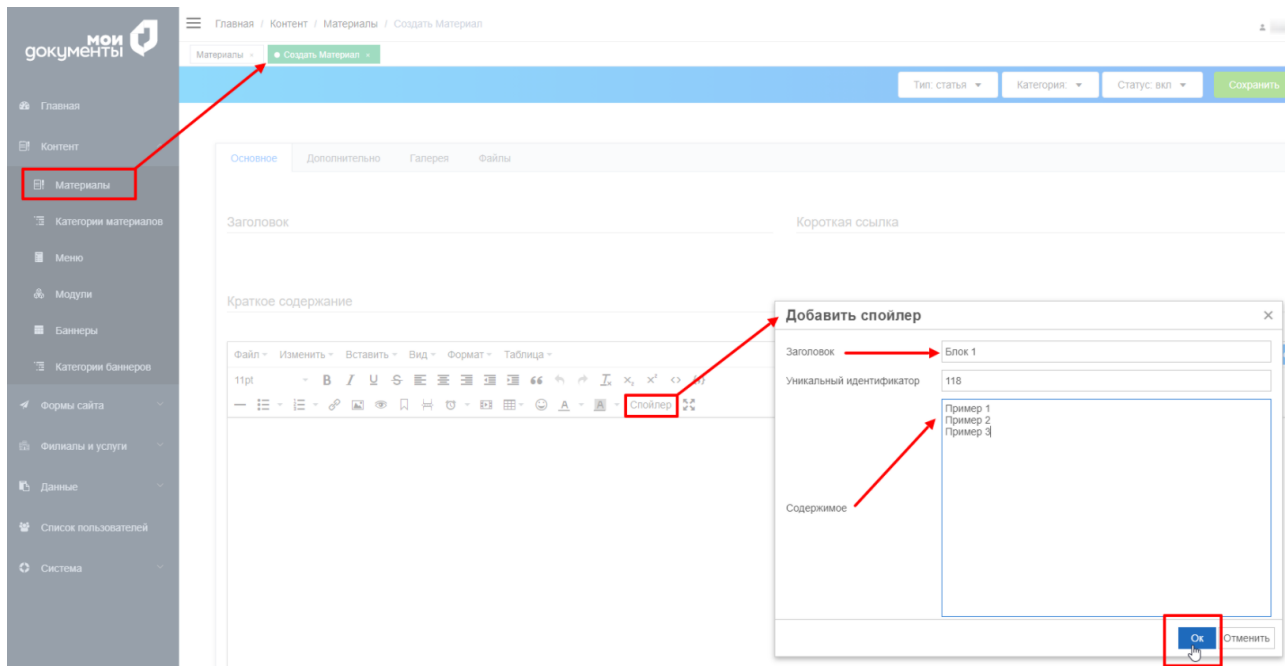 мои
документы
Главная / Контент / Материалы / Создать Материал
Материалы ×
Создать Материал ×
Тип: статья
Категория:
Статус: вкл
Сохранить
Главная
Контент
Материалы
Категории материалов
Меню
Модули
Баннеры
Категории баннеров
Формы сайта
Филиалы и услуги
Данные
Список пользователей
Система
Основное Дополнительно Галерея Файлы
Заголовок
Короткая ссылка
Краткое содержание
Файл Изменить Вставить Вид Формат Таблица
11pt
Спойлер
Добавить спойлер ×
Заголовок Блок 1
Уникальный идентификатор 118
Содержимое
Пример 1
Пример 2
Пример 3
Ок Отменить